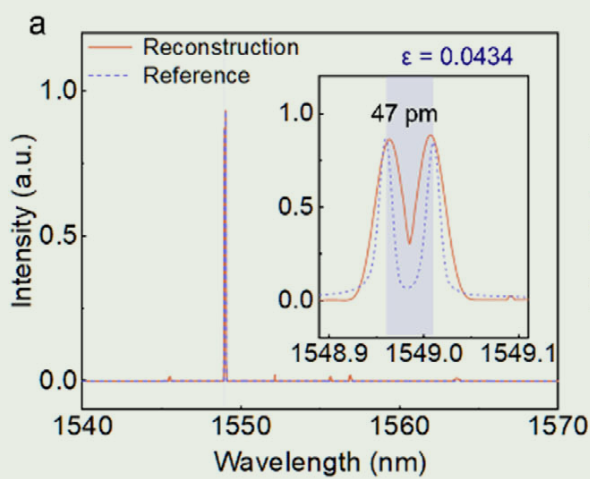 a
Reconstruction
Reference
ε = 0.0434
47 pm
1.0
0.5
0.0
1548.9 1549.0 1549.1
1.0
0.5
0.0
Intensity (a.u.)
1540 1550 1560 1570
Wavelength (nm)